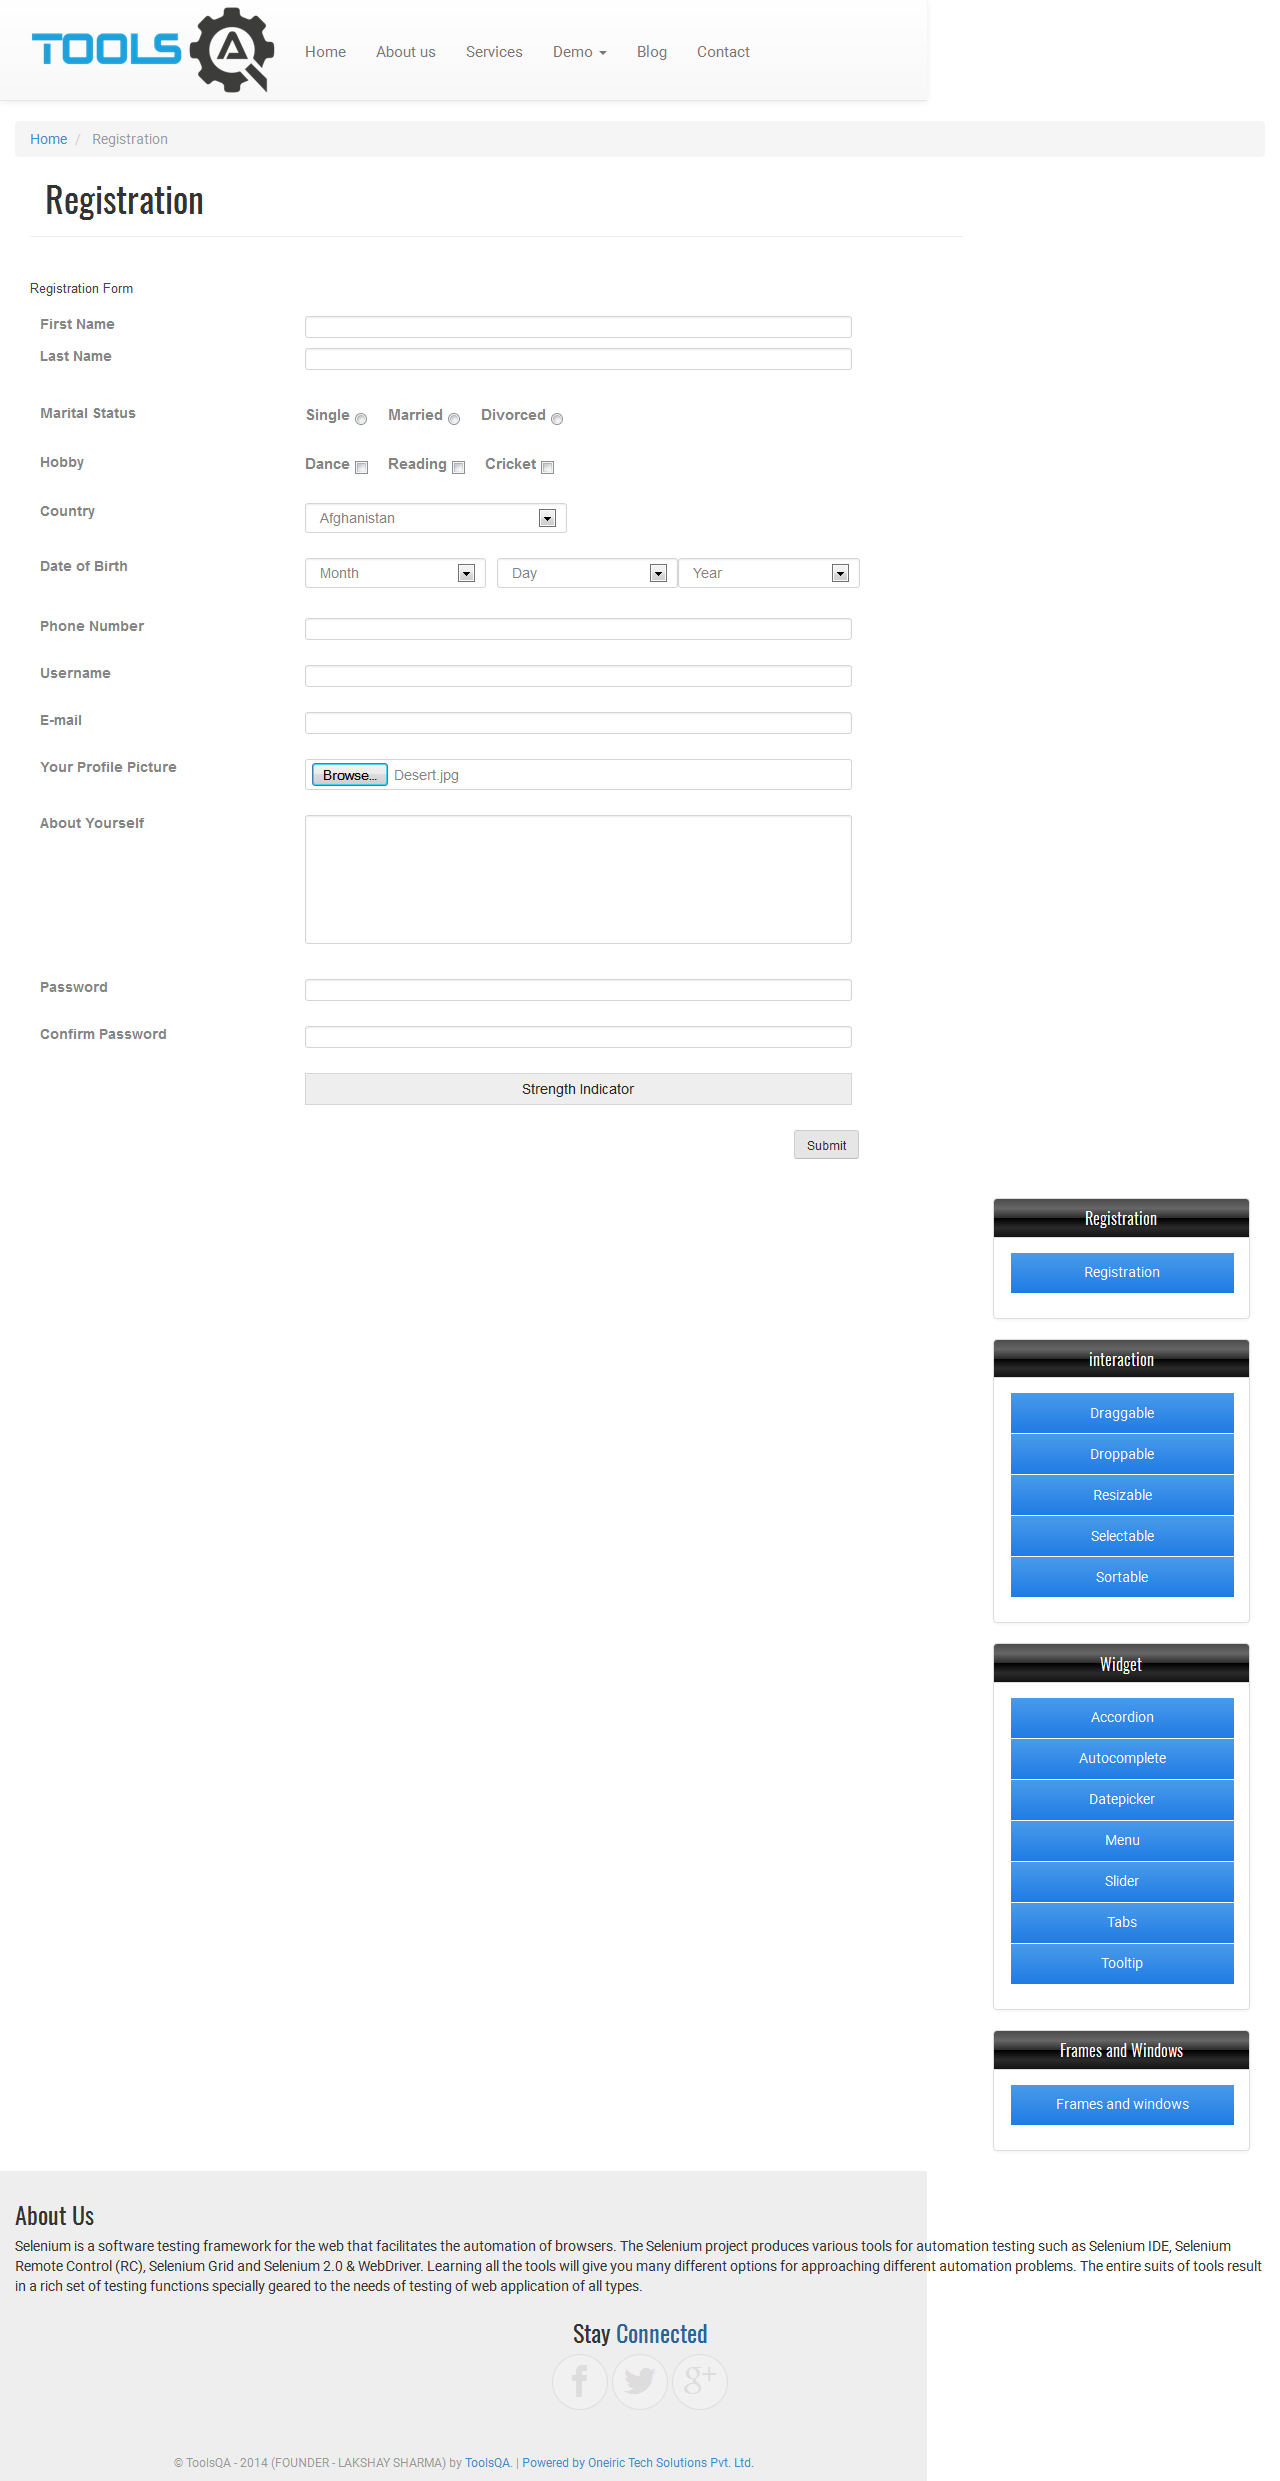 TOOLS QA
Home About us Services Demo Blog Contact
Home / Registration
Registration
Registration Form
First Name
Last Name
Marital Status Single Married Divorced
Hobby Dance Reading Cricket
Country Afghanistan
Date of Birth Month Day Year
Phone Number
Username
E-mail
Your Profile Picture Browse... Desert.jpg
About Yourself
Password
Confirm Password
Strength Indicator
Submit
Registration
Registration
interaction
Draggable
Droppable
Resizable
Selectable
Sortable
Widget
Accordion
Autocomplete
Datepicker
Menu
Slider
Tabs
Tooltip
Frames and Windows
Frames and windows
About Us
Selenium is a software testing framework for the web that facilitates the automation of browsers. The Selenium project produces various tools for automation testing such as Selenium IDE, Selenium
Remote Control (RC), Selenium Grid and Selenium 2.0 & WebDriver. Learning all the tools will give you many different options for approaching different automation problems. The entire suits of tools result
in a rich set of testing functions specially geared to the needs of testing of web application of all types.
Stay Connected
f g+
© ToolsQA - 2014 (FOUNDER - LAKSHAY SHARMA) by ToolsQA. | Powered by Oneiric Tech Solutions Pvt. Ltd.